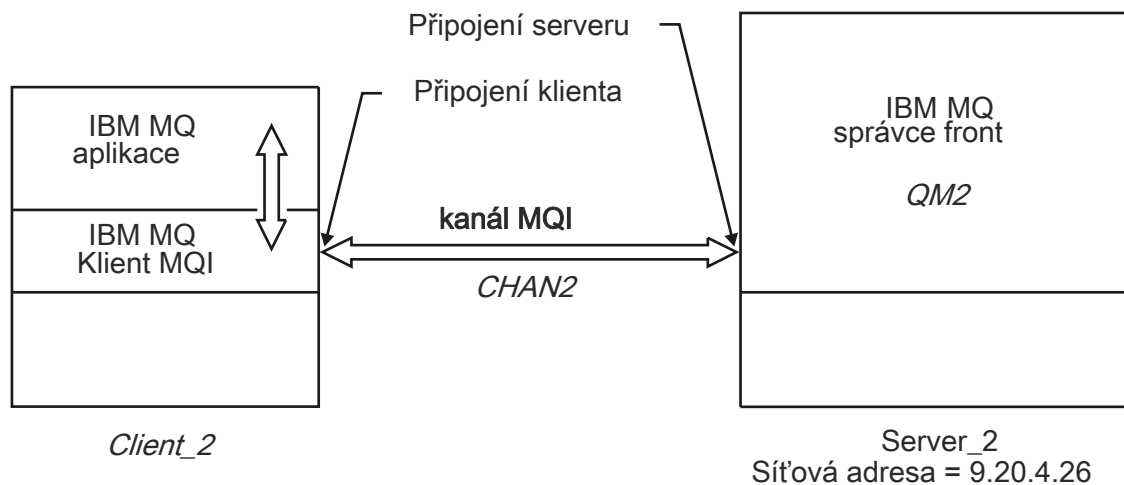 Připojení serveru
Připojení klienta
IBM MQ
aplikace
IBM MQ
Klient MQI
kanál MQI
CHAN2
IBM MQ
správce front
QM2
Client_2
Server_2
Síťová adresa = 9.20.4.26